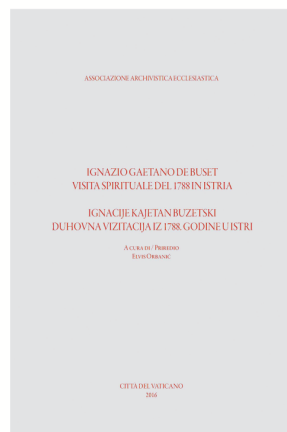 ASSOCIAZIONE ARCHIVISTICA ECCLESIASTICA
IGNAZIO GAETANO DE BUSET
VISITA SPIRITUALE DEL 1788 IN ISTRIA
IGNACIJE KAJETAN BUZETSKI
DUHOVNA VIZITACIJA IZ 1788. GODINE U ISTRI
A CURA DI / PRIREDIO
ELVIS ORBANIĆ
CITTÀ DEL VATICANO
2016